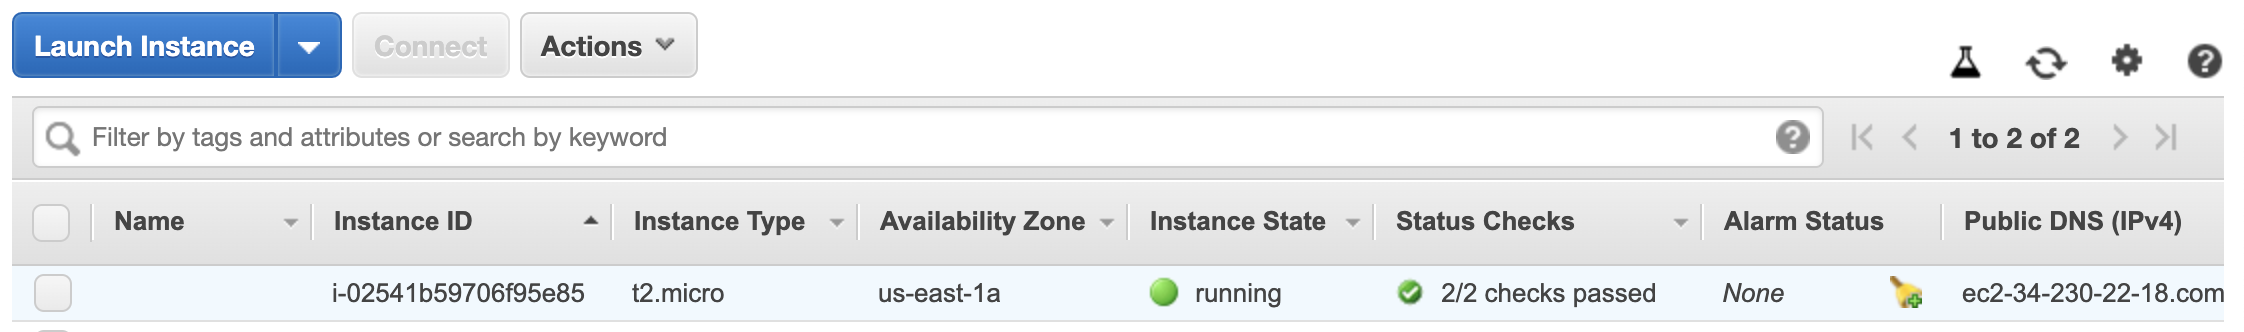 Launch Instance Connect Actions
Filter by tags and attributes or search by keyword 1 to 2 of 2
Name Instance ID Instance Type Availability Zone Instance State Status Checks Alarm Status Public DNS (IPv4)
i-02541b59706f95e85 t2.micro us-east-1a running 2/2 checks passed None ec2-34-230-22-18.com